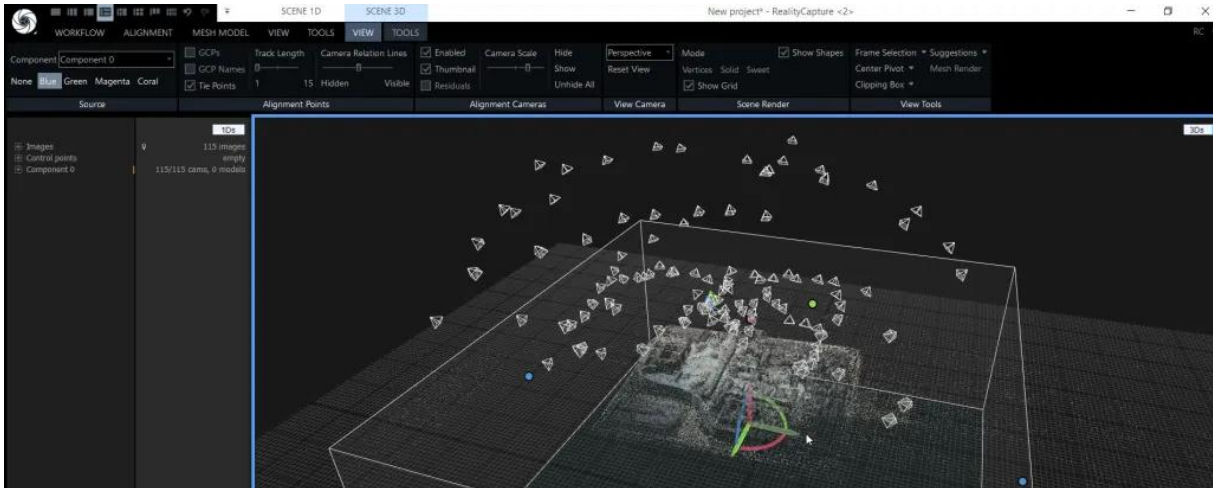 SCENE 1D SCENE 3D New project* - RealityCapture <2>
WORKFLOW ALIGNMENT MESH MODEL VIEW TOOLS VIEW TOOLS RC
Component Component 0
None Blue Green Magenta Coral
Source
GCPs
GCP Names
Tie Points
Track Length
1 15
Camera Relation Lines
Hidden Visible
Alignment Points
Enabled
Thumbnail
Residuals
Camera Scale
Hide
Show
Unhide All
Alignment Cameras
Perspective
Reset View
View Camera
Mode
Vertices Solid Sweet
Show Grid
Show Shapes
Scene Render
Frame Selection
Center Pivot
Clipping Box
Suggestions
Mesh Render
View Tools
1Ds
Images 115 images
Control points empty
Component 0 115/115 cams, 0 models
3Ds